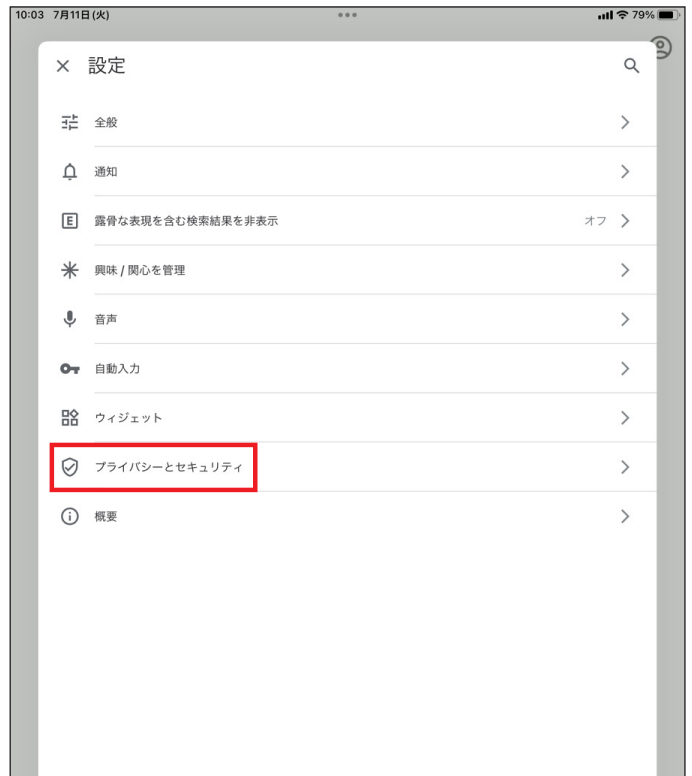 10:03 7月11日(火) 79%
設定
全般
通知
E 露骨な表現を含む検索結果を非表示 オフ
興味 / 関心を管理
音声
自動入力
ウィジェット
プライバシーとセキュリティ
概要